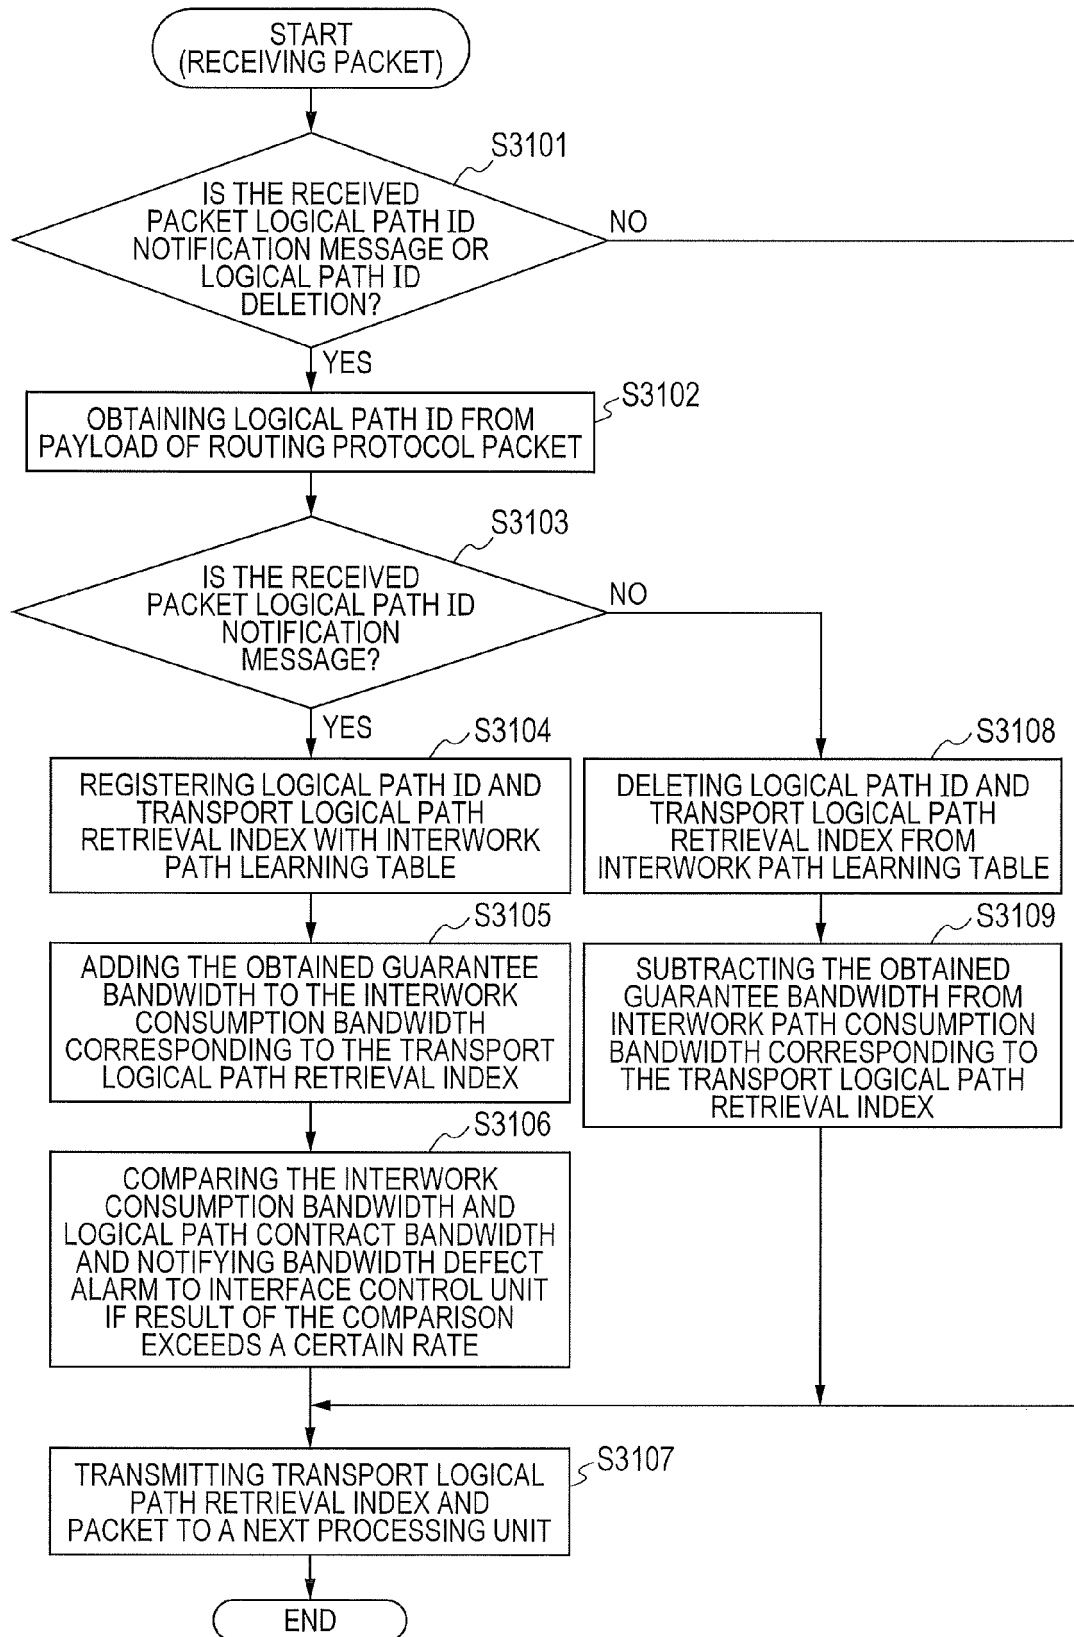 START
(RECEIVING PACKET)
S3101
IS THE RECEIVED
PACKET LOGICAL PATH ID
NOTIFICATION MESSAGE OR
LOGICAL PATH ID
DELETION?
NO
YES
S3102
OBTAINING LOGICAL PATH ID FROM
PAYLOAD OF ROUTING PROTOCOL PACKET
S3103
IS THE RECEIVED
PACKET LOGICAL PATH ID
NOTIFICATION
MESSAGE?
NO
YES
S3104
REGISTERING LOGICAL PATH ID AND
TRANSPORT LOGICAL PATH
RETRIEVAL INDEX WITH INTERWORK
PATH LEARNING TABLE
S3108
DELETING LOGICAL PATH ID AND
TRANSPORT LOGICAL PATH
RETRIEVAL INDEX FROM
INTERWORK PATH LEARNING TABLE
S3105
ADDING THE OBTAINED GUARANTEE
BANDWIDTH TO THE INTERWORK
CONSUMPTION BANDWIDTH
CORRESPONDING TO THE TRANSPORT
LOGICAL PATH RETRIEVAL INDEX
S3109
SUBTRACTING THE OBTAINED
GUARANTEE BANDWIDTH FROM
INTERWORK PATH CONSUMPTION
BANDWIDTH CORRESPONDING TO
THE TRANSPORT LOGICAL PATH
RETRIEVAL INDEX
S3106
COMPARING THE INTERWORK
CONSUMPTION BANDWIDTH AND
LOGICAL PATH CONTRACT BANDWIDTH
AND NOTIFYING BANDWIDTH DEFECT
ALARM TO INTERFACE CONTROL UNIT
IF RESULT OF THE COMPARISON
EXCEEDS A CERTAIN RATE
S3107
TRANSMITTING TRANSPORT LOGICAL
PATH RETRIEVAL INDEX AND
PACKET TO A NEXT PROCESSING UNIT
END